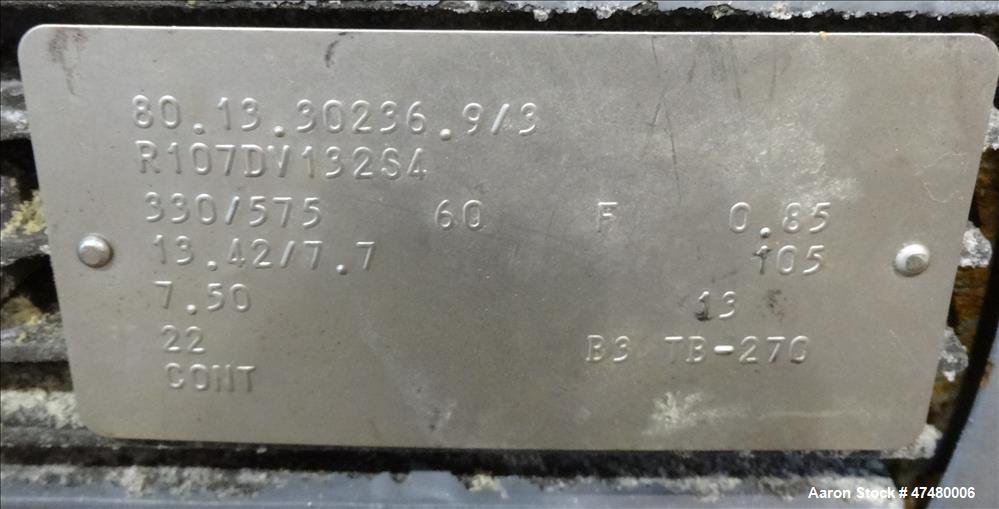 80.13.30236.9/3
R107DV132S4
330/575 60 F 0.85
13.42/7.7 105
7.50 13
22 B3 TB-270
CONT
Aaron Stock # 47480006